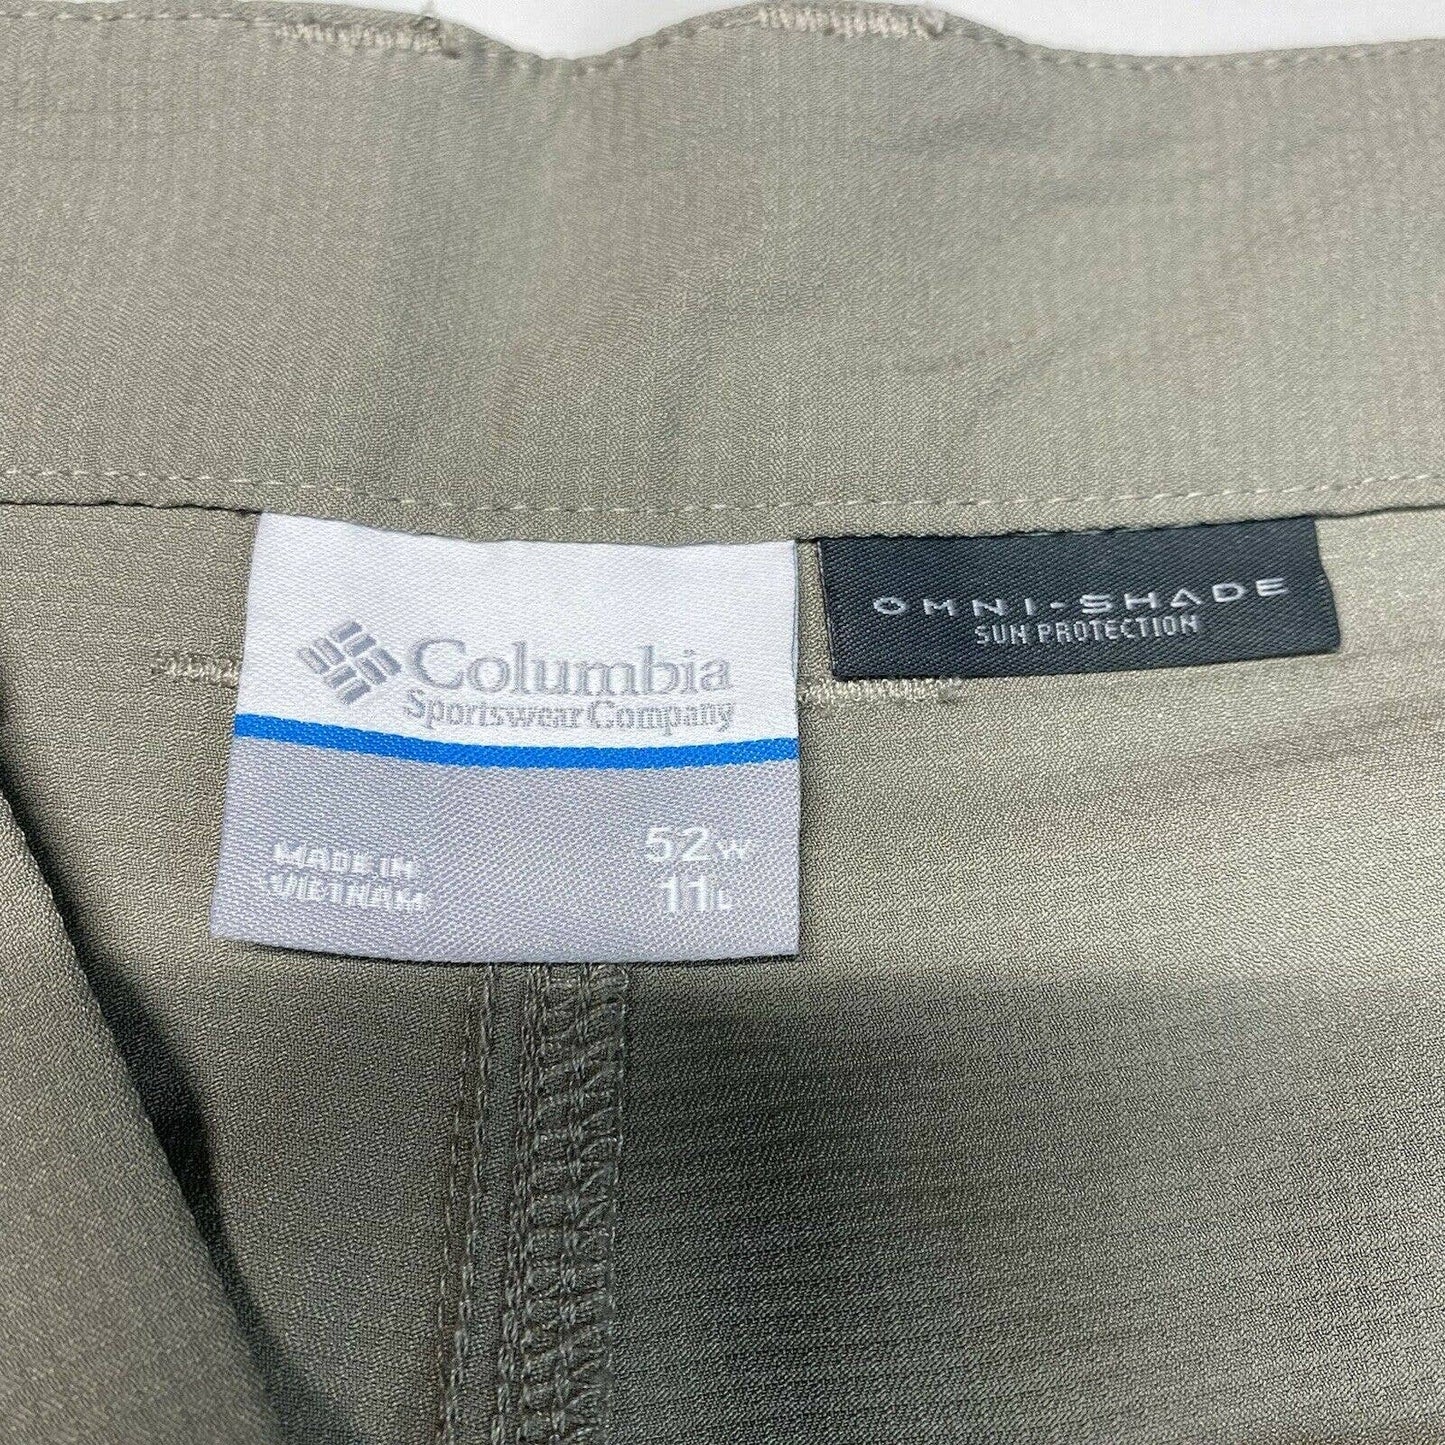 Columbia
Sportswear Company
MADE IN
VIETNAM
52W
11L
OMNI-SHADE
SUN PROTECTION